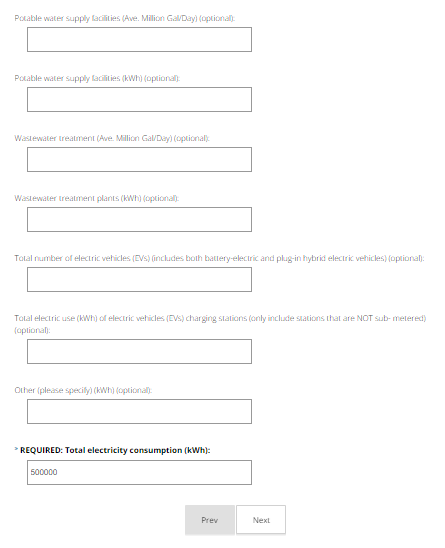 Potable water supply facilities (Ave. Million Gal/Day) (optional):
Potable water supply facilities (kWh) (optional):
Wastewater treatment (Ave. Million Gal/Day) (optional):
Wastewater treatment plants (kWh) (optional):
Total number of electric vehicles (EVs) (includes both battery-electric and plug-in hybrid electric vehicles) (optional):
Total electric use (kWh) of electric vehicles (EVs) charging stations (only include stations that are NOT sub- metered)
(optional):
Other (please specify) (kWh) (optional):
* REQUIRED: Total electricity consumption (kWh):
500000
Prev Next